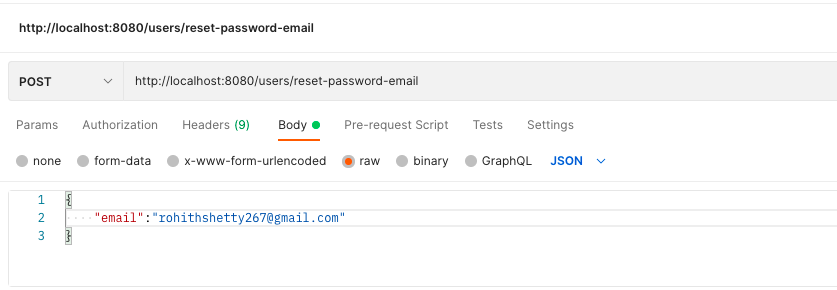 http://localhost:8080/users/reset-password-email
POST http://localhost:8080/users/reset-password-email
Params Authorization Headers (9) Body Pre-request Script Tests Settings
none form-data x-www-form-urlencoded raw binary GraphQL JSON
1 {
2 "email":"rohithshetty267@gmail.com"
3 }